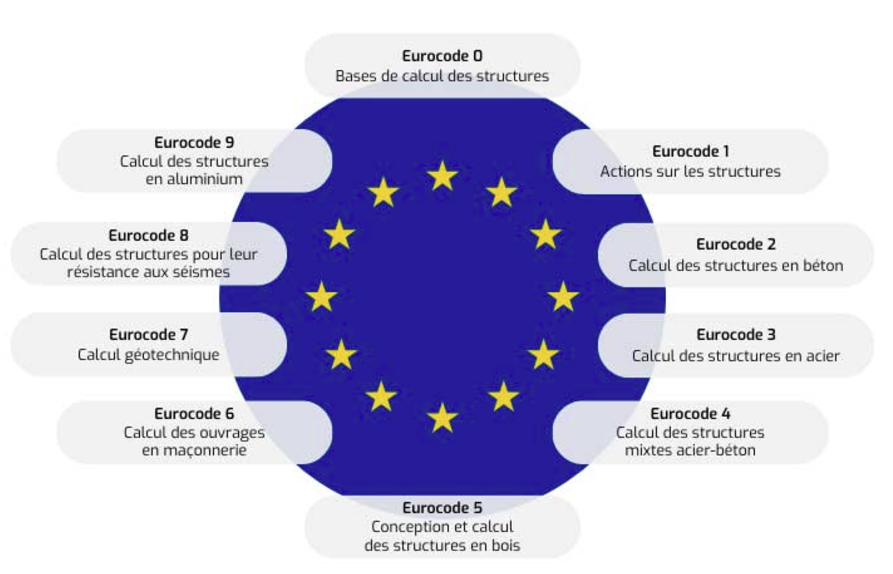 Eurocode 0
Bases de calcul des structures
Eurocode 1
Actions sur les structures
Eurocode 2
Calcul des structures en béton
Eurocode 3
Calcul des structures en acier
Eurocode 4
Calcul des structures
mixtes acier-béton
Eurocode 5
Conception et calcul
des structures en bois
Eurocode 6
Calcul des ouvrages
en maçonnerie
Eurocode 7
Calcul géotechnique
Eurocode 8
Calcul des structures pour leur
résistance aux séismes
Eurocode 9
Calcul des structures
en aluminium